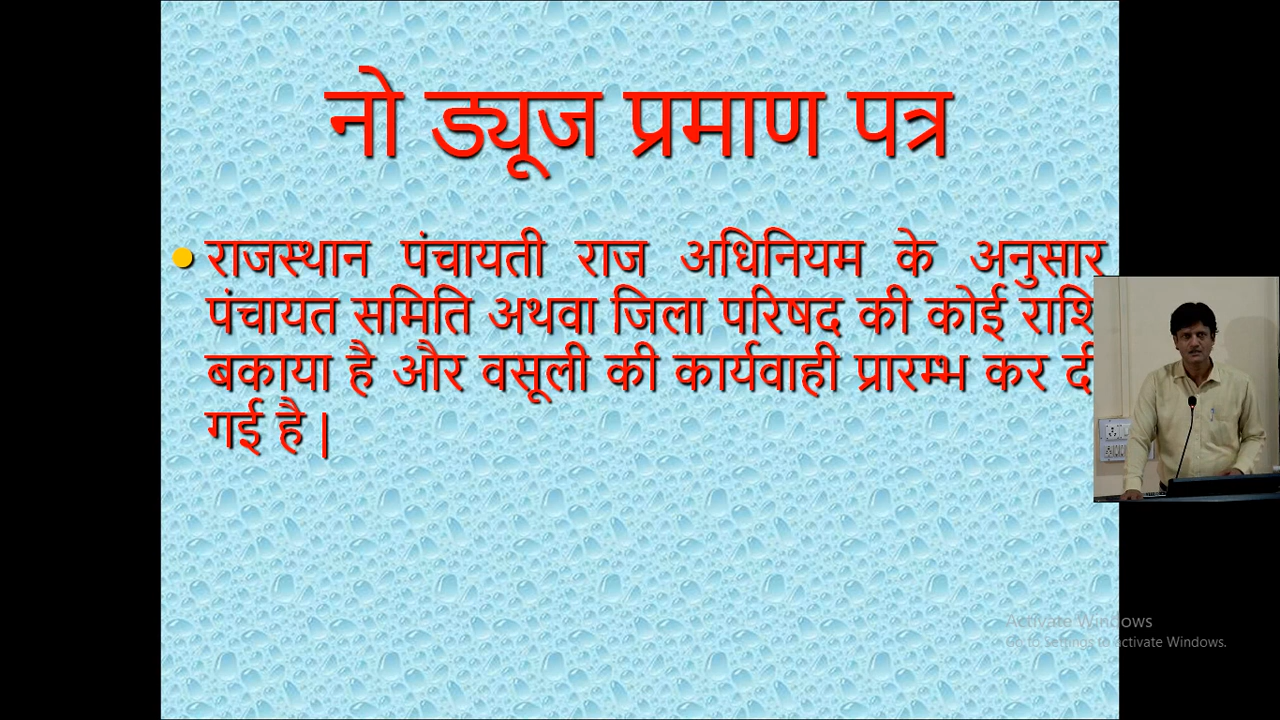 नो ड्यूज प्रमाण पत्र
राजस्थान पंचायती राज अधिनियम के अनुसार
पंचायत समिति अथवा जिला परिषद की कोई राशि
बकाया है और वसूली की कार्यवाही प्रारम्भ कर दी
गई है |
Activate Windows
Go to Settings to activate Windows.